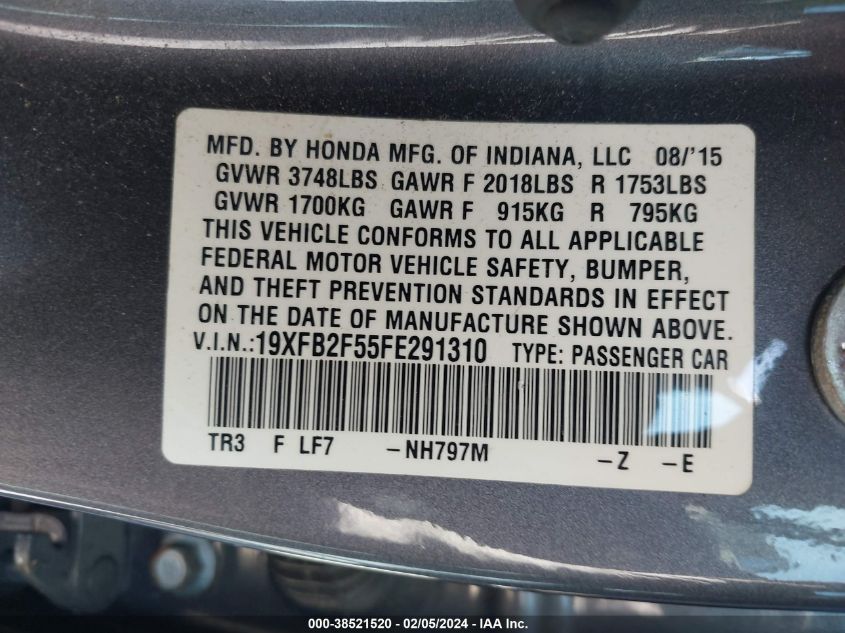 MFD. BY HONDA MFG. OF INDIANA, LLC 08/'15
GVWR 3748LBS GAWR F 2018LBS R 1753LBS
GVWR 1700KG GAWR F 915KG R 795KG
THIS VEHICLE CONFORMS TO ALL APPLICABLE
FEDERAL MOTOR VEHICLE SAFETY, BUMPER,
AND THEFT PREVENTION STANDARDS IN EFFECT
ON THE DATE OF MANUFACTURE SHOWN ABOVE.
V.I.N.:19XFB2F55FE291310 TYPE: PASSENGER CAR
TR3 F LF7 -NH797M -Z -E
000-38521520 - 02/05/2024 - © IAA Inc.